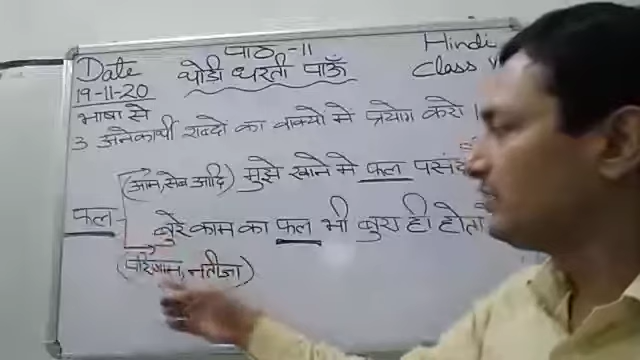 पाठ-11
Hindi
Date
थोडी धरती पाऊँ
Class
19-11-20
भाषा से
3 अनेकार्थी शब्दों का वाक्यों में प्रयोग करो।
(आम, सेब आदि) मुझे खाने मे फल पसंद
फल
बुरे काम का फल भी बुरा ही होता
(परिणाम, नतीजा)